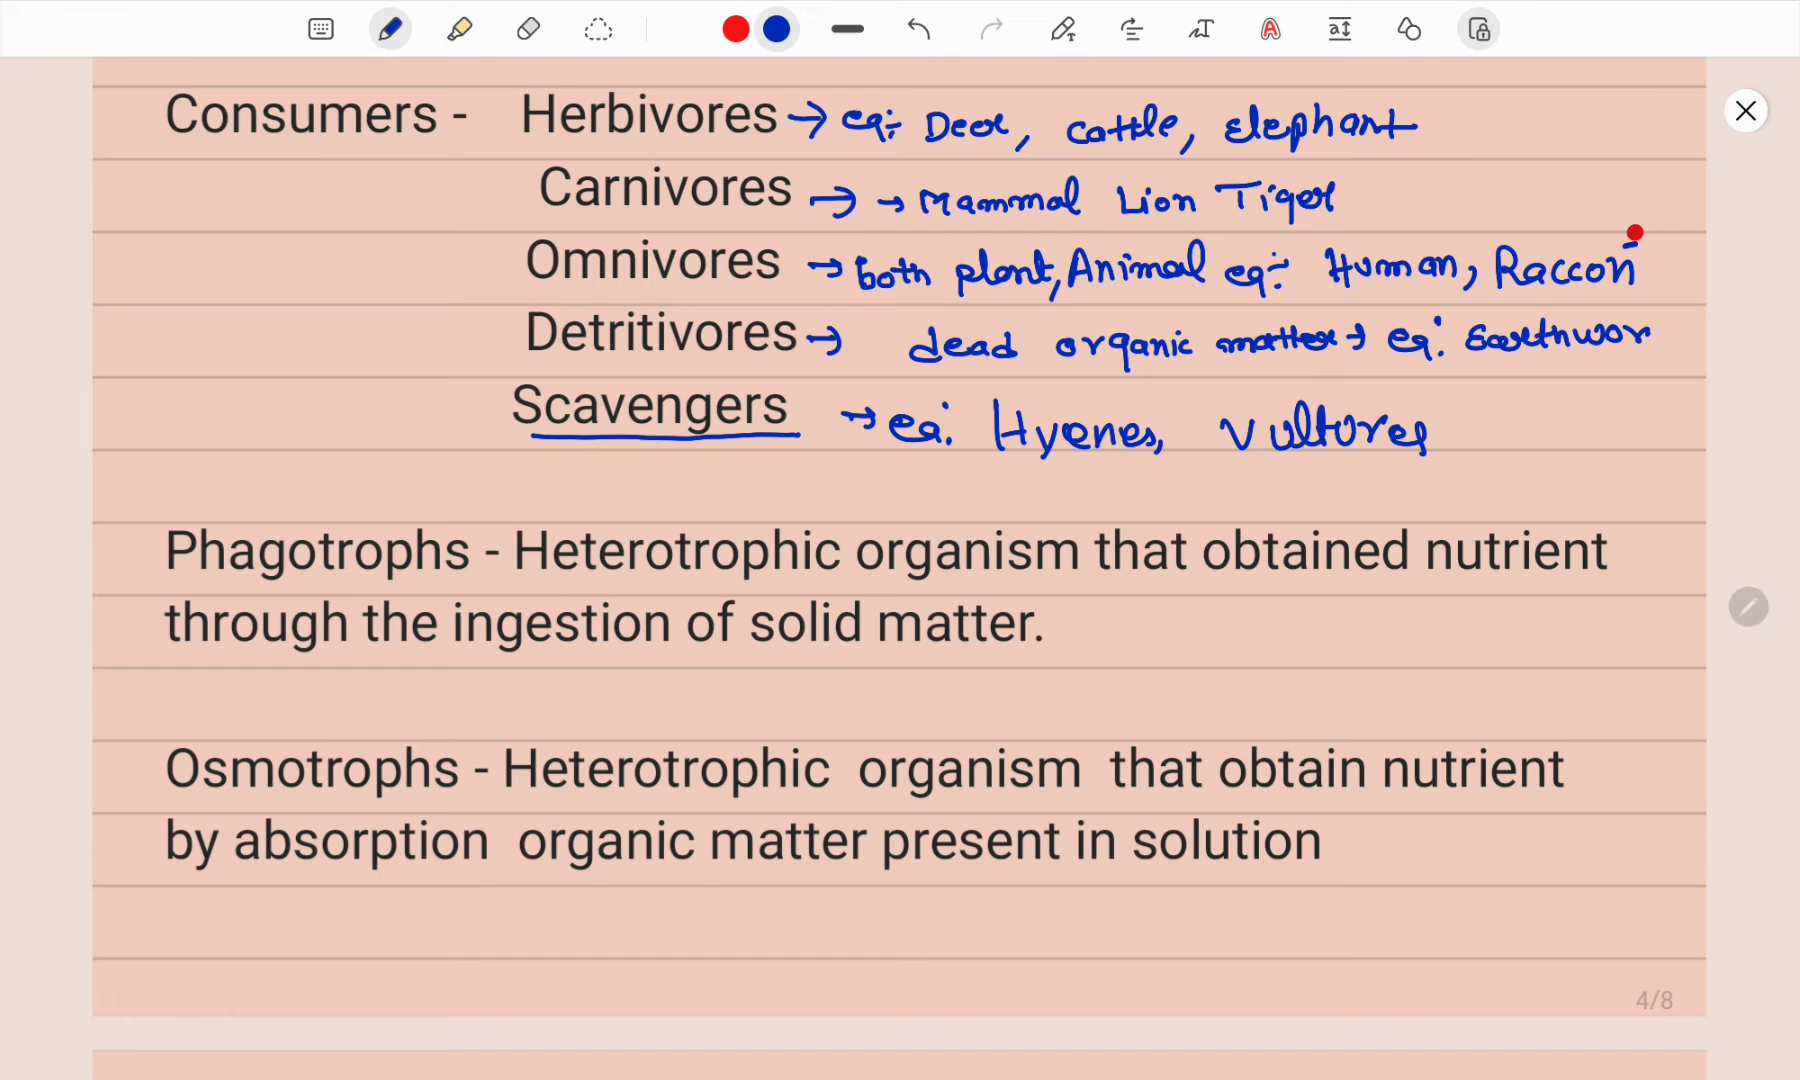 Consumers - Herbivores → eg:- Deer, cattle, Elephant
Carnivores → → Mammal Lion Tiger
Omnivores → both plant, Animal eg:- Human, Raccon
Detritivores → dead organic matter → eg: Earthwor
Scavengers → eg: Hyenes, Vultures
Phagotrophs - Heterotrophic organism that obtained nutrient
through the ingestion of solid matter.
Osmotrophs - Heterotrophic organism that obtain nutrient
by absorption organic matter present in solution
4/8